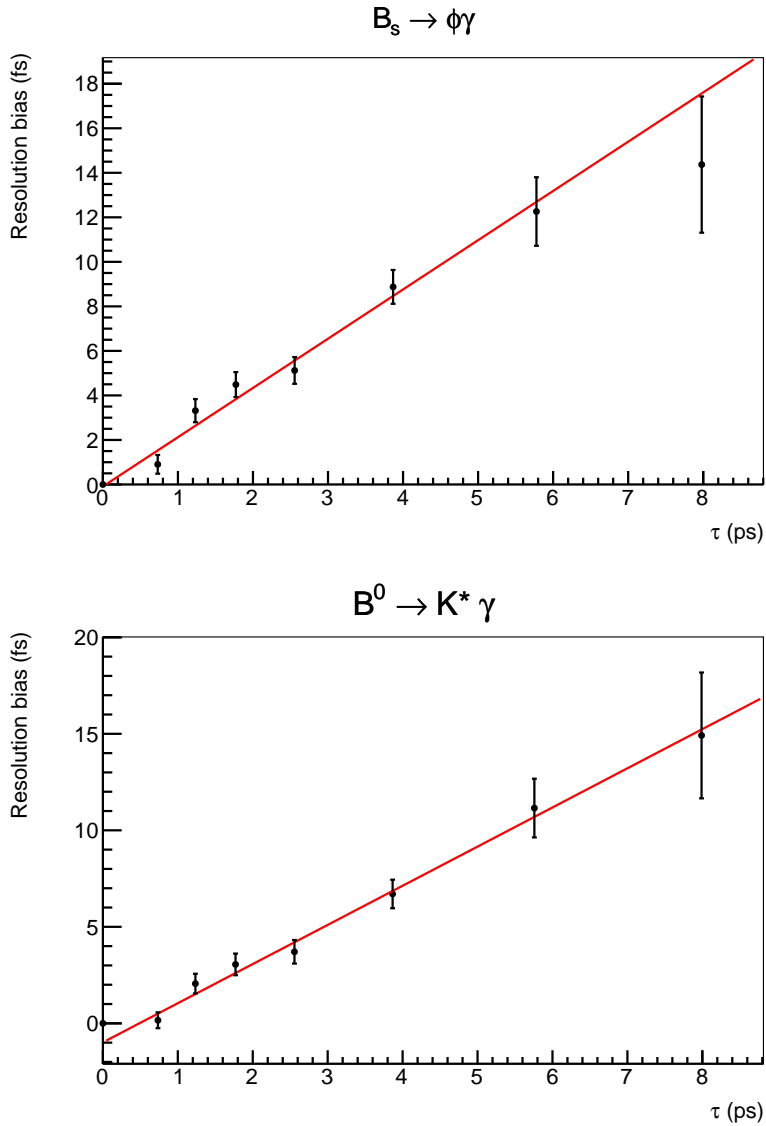 B_s → ϕγ
Resolution bias (fs)
18
16
14
12
10
8
6
4
2
0
0 1 2 3 4 5 6 7 8
τ (ps)
B⁰ → K* γ
Resolution bias (fs)
20
15
10
5
0
0 1 2 3 4 5 6 7 8
τ (ps)